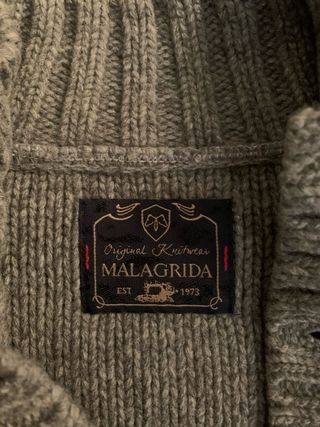 Original Knitwear
MALAGRIDA
EST. 1973